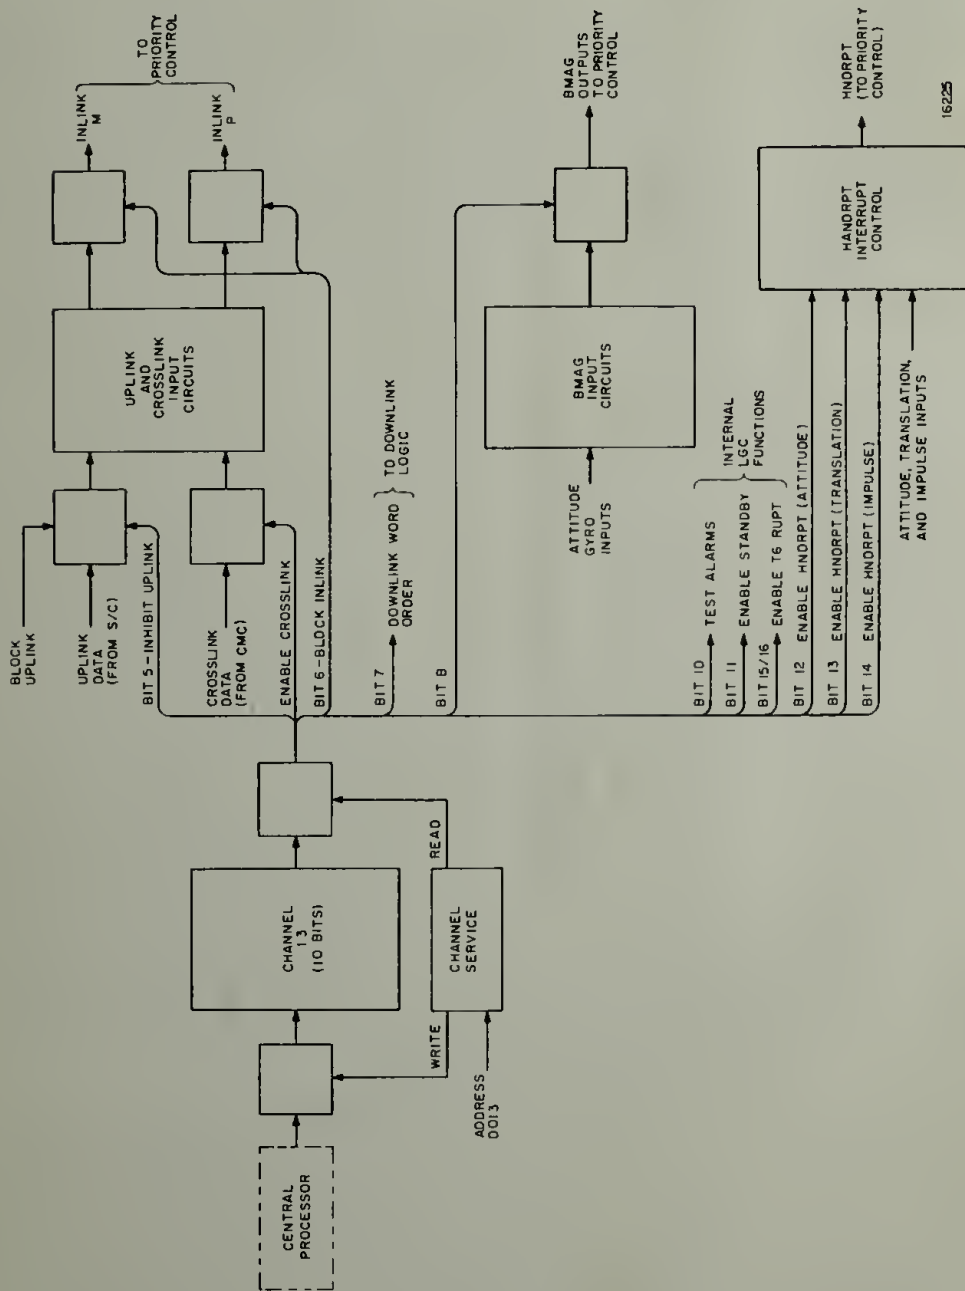 CENTRAL
PROCESSOR
ADDRESS
0013
WRITE
READ
CHANNEL
SERVICE
CHANNEL
13
(10 BITS)
BLOCK
UPLINK
UPLINK
DATA
(FROM S/C)
BIT 5-INHIBIT UPLINK
CROSSLINK
DATA
(FROM CMC)
ENABLE CROSSLINK
BIT 6-BLOCK INLINK
UPLINK
AND
CROSSLINK
INPUT
CIRCUITS
INLINK
M
INLINK
P
TO
PRIORITY
CONTROL
BIT 7
DOWNLINK WORD
ORDER
TO DOWNLINK
LOGIC
BIT 8
ATTITUDE
GYRO
INPUTS
BMAG
INPUT
CIRCUITS
BMAG
OUTPUTS
TO PRIORITY
CONTROL
BIT 10
TEST ALARMS
BIT 11
ENABLE STANDBY
BIT 15/16
ENABLE T6 RUPT
INTERNAL
LGC
FUNCTIONS
BIT 12 ENABLE HNDRPT (ATTITUDE)
BIT 13 ENABLE HNDRPT (TRANSLATION)
BIT 14 ENABLE HNDRPT (IMPULSE)
ATTITUDE, TRANSLATION,
AND IMPULSE INPUTS
HANDRPT
INTERRUPT
CONTROL
HNDRPT
(TO PRIORITY
CONTROL)
16225